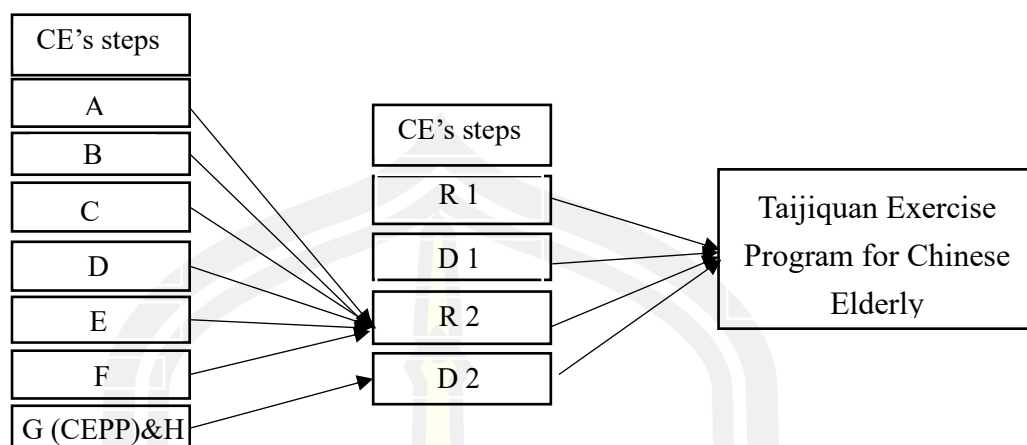 CE’s steps
A
B
C
D
E
F
G (CEPP)&H
CE’s steps
R 1
D 1
R 2
D 2
Taijiquan Exercise
Program for Chinese
Elderly